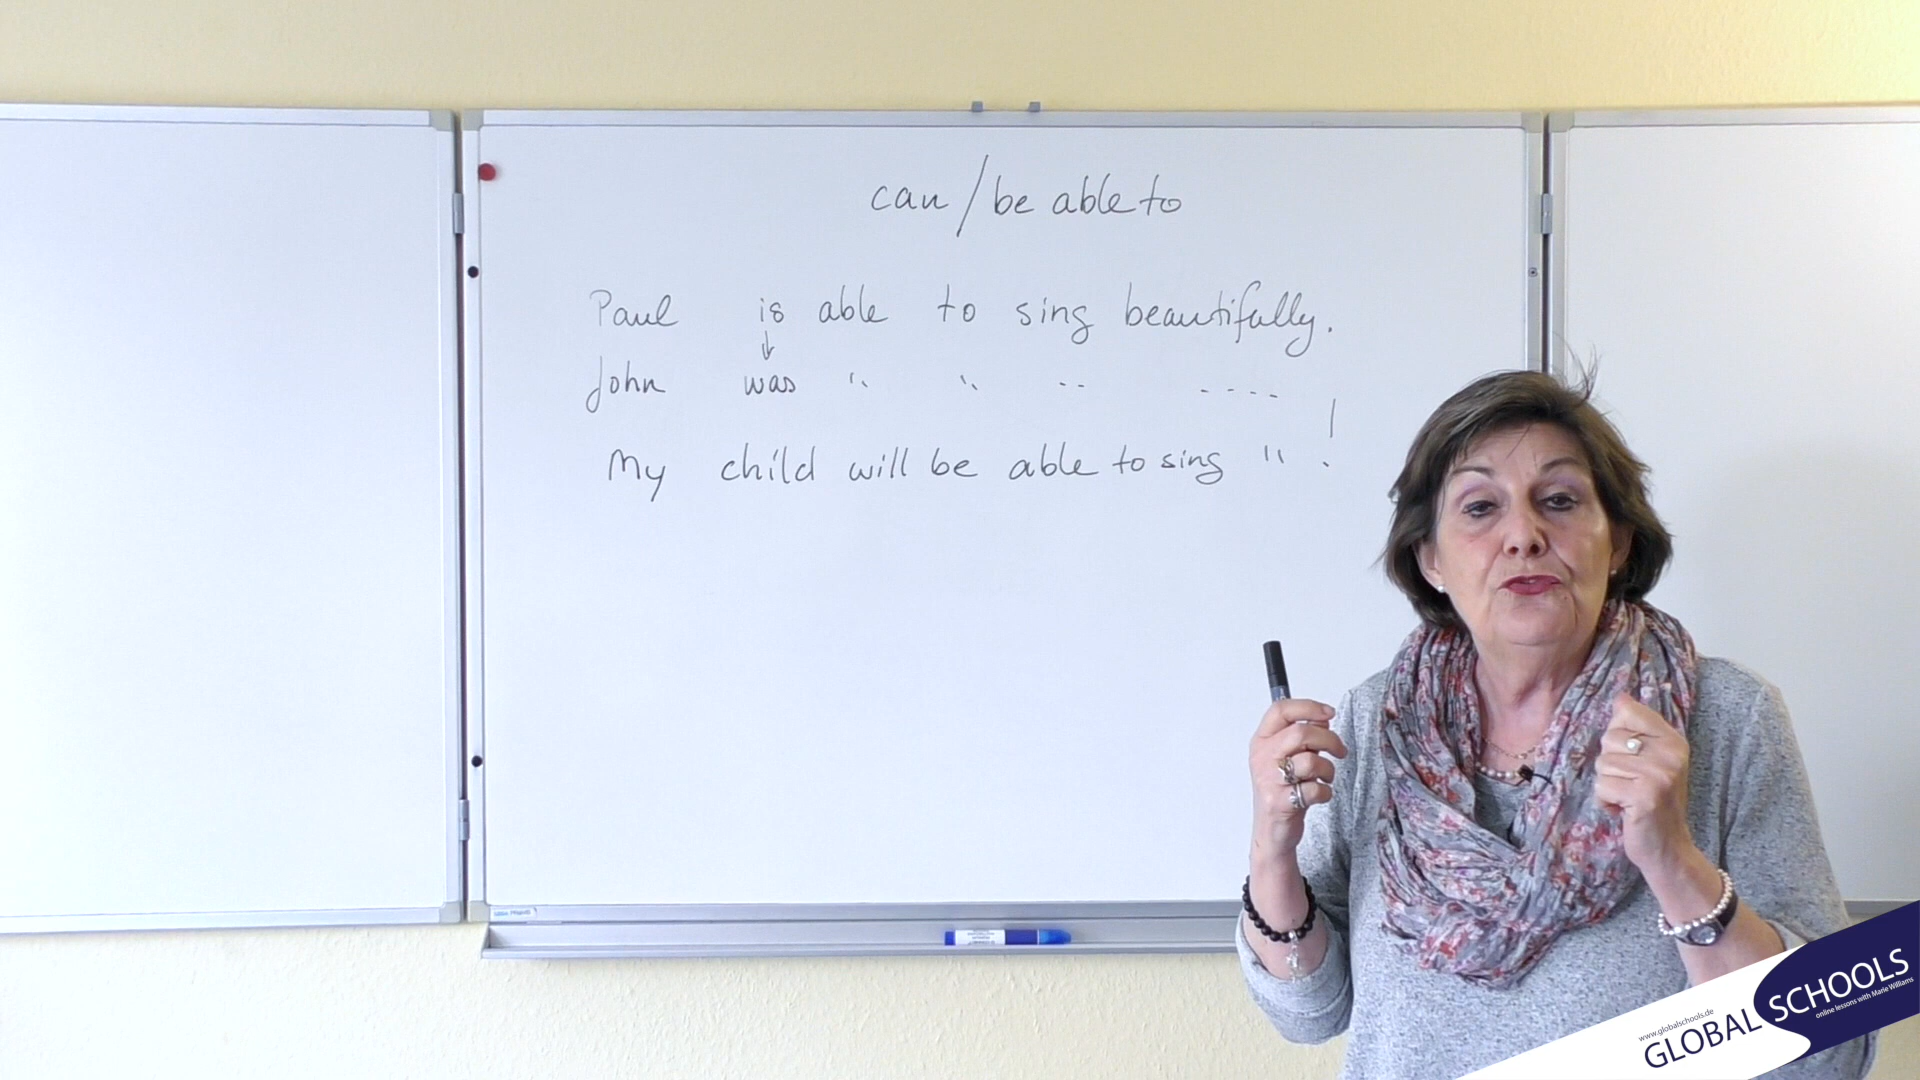 can / be able to
Paul is able to sing beautifully.
↓
John was " " " - - - -
My child will be able to sing " !
www.globalschools.de
GLOBAL SCHOOLS
online lessons with Marie Williams